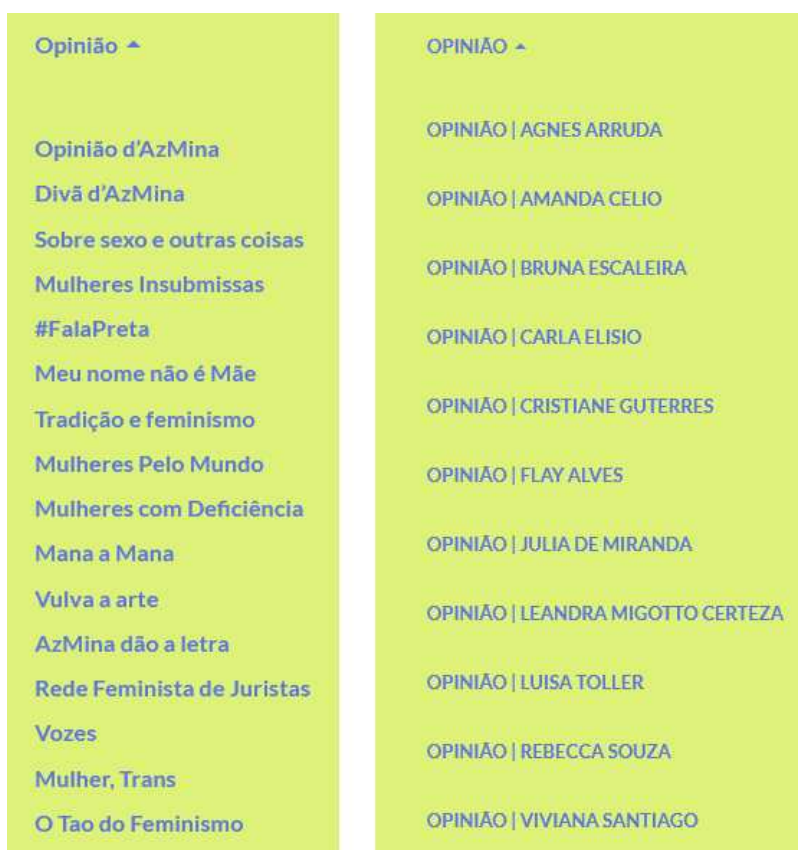 Opinião
Opinião d’AzMina
Divã d’AzMina
Sobre sexo e outras coisas
Mulheres Insubmissas
#FalaPreta
Meu nome não é Mãe
Tradição e feminismo
Mulheres Pelo Mundo
Mulheres com Deficiência
Mana a Mana
Vulva a arte
AzMina dão a letra
Rede Feminista de Juristas
Vozes
Mulher, Trans
O Tao do Feminismo
OPINIÃO
OPINIÃO | AGNES ARRUDA
OPINIÃO | AMANDA CELIO
OPINIÃO | BRUNA ESCALEIRA
OPINIÃO | CARLA ELISIO
OPINIÃO | CRISTIANE GUTERRES
OPINIÃO | FLAY ALVES
OPINIÃO | JULIA DE MIRANDA
OPINIÃO | LEANDRA MIGOTTO CERTEZA
OPINIÃO | LUISA TOLLER
OPINIÃO | REBECCA SOUZA
OPINIÃO | VIVIANA SANTIAGO